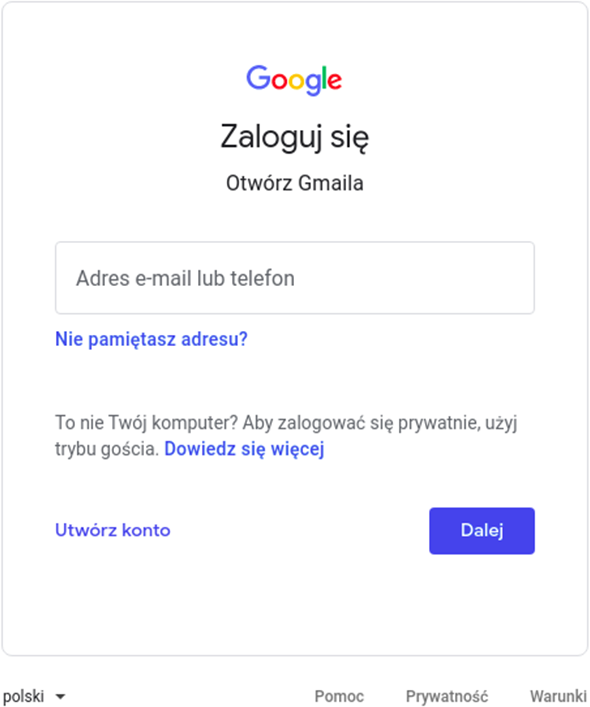 Google
Zaloguj się
Otwórz Gmaila
Adres e-mail lub telefon
Nie pamiętasz adresu?
To nie Twój komputer? Aby zalogować się prywatnie, użyj
trybu gościa. Dowiedz się więcej
Utwórz konto
Dalej
polski
Pomoc
Prywatność
Warunki